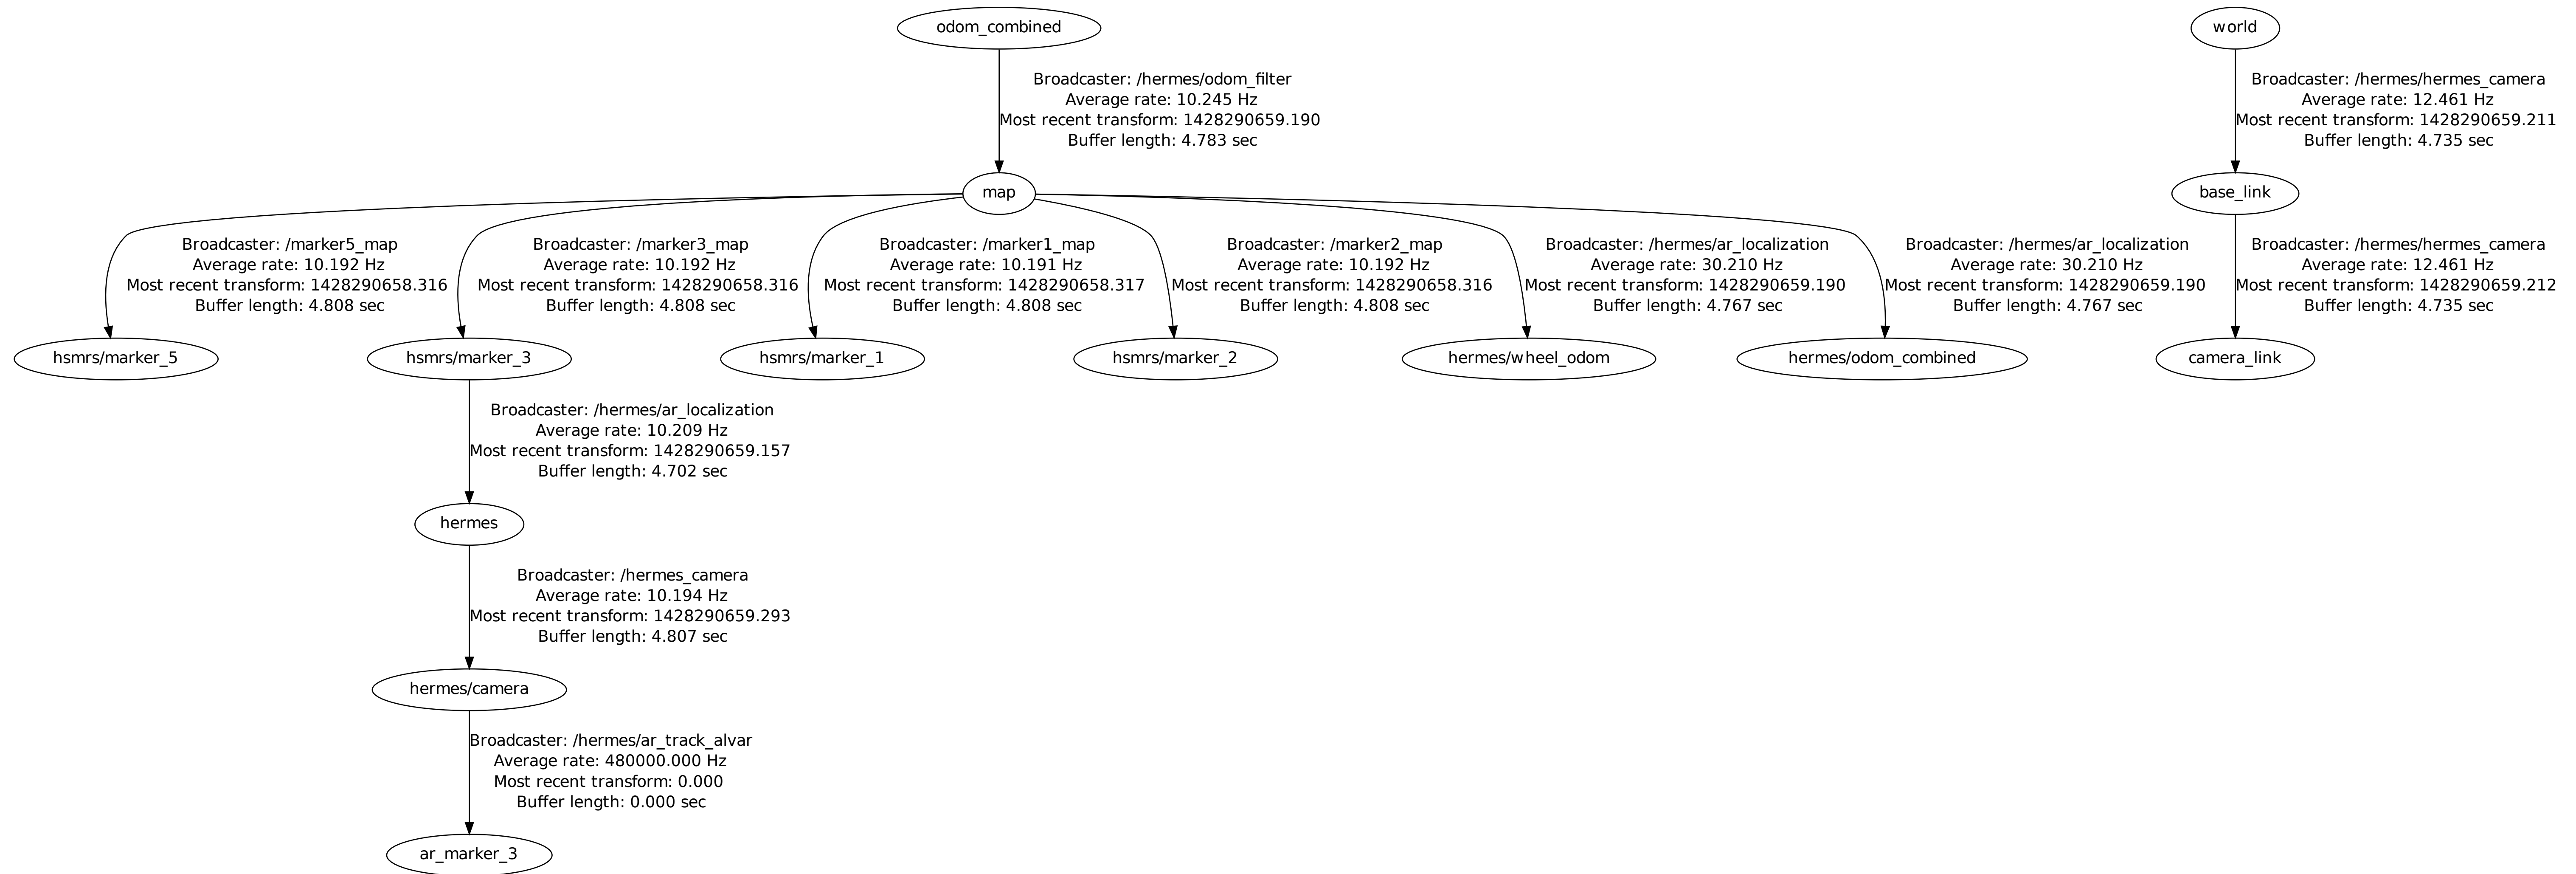 odom_combined
world
Broadcaster: /hermes/odom_filter
Average rate: 10.245 Hz
Most recent transform: 1428290659.190
Buffer length: 4.783 sec
Broadcaster: /hermes/hermes_camera
Average rate: 12.461 Hz
Most recent transform: 1428290659.211
Buffer length: 4.735 sec
map
base_link
Broadcaster: /marker5_map
Average rate: 10.192 Hz
Most recent transform: 1428290658.316
Buffer length: 4.808 sec
Broadcaster: /marker3_map
Average rate: 10.192 Hz
Most recent transform: 1428290658.316
Buffer length: 4.808 sec
Broadcaster: /marker1_map
Average rate: 10.191 Hz
Most recent transform: 1428290658.317
Buffer length: 4.808 sec
Broadcaster: /marker2_map
Average rate: 10.192 Hz
Most recent transform: 1428290658.316
Buffer length: 4.808 sec
Broadcaster: /hermes/ar_localization
Average rate: 30.210 Hz
Most recent transform: 1428290659.190
Buffer length: 4.767 sec
Broadcaster: /hermes/ar_localization
Average rate: 30.210 Hz
Most recent transform: 1428290659.190
Buffer length: 4.767 sec
Broadcaster: /hermes/hermes_camera
Average rate: 12.461 Hz
Most recent transform: 1428290659.212
Buffer length: 4.735 sec
hsmrs/marker_5
hsmrs/marker_3
hsmrs/marker_1
hsmrs/marker_2
hermes/wheel_odom
hermes/odom_combined
camera_link
Broadcaster: /hermes/ar_localization
Average rate: 10.209 Hz
Most recent transform: 1428290659.157
Buffer length: 4.702 sec
hermes
Broadcaster: /hermes_camera
Average rate: 10.194 Hz
Most recent transform: 1428290659.293
Buffer length: 4.807 sec
hermes/camera
Broadcaster: /hermes/ar_track_alvar
Average rate: 480000.000 Hz
Most recent transform: 0.000
Buffer length: 0.000 sec
ar_marker_3